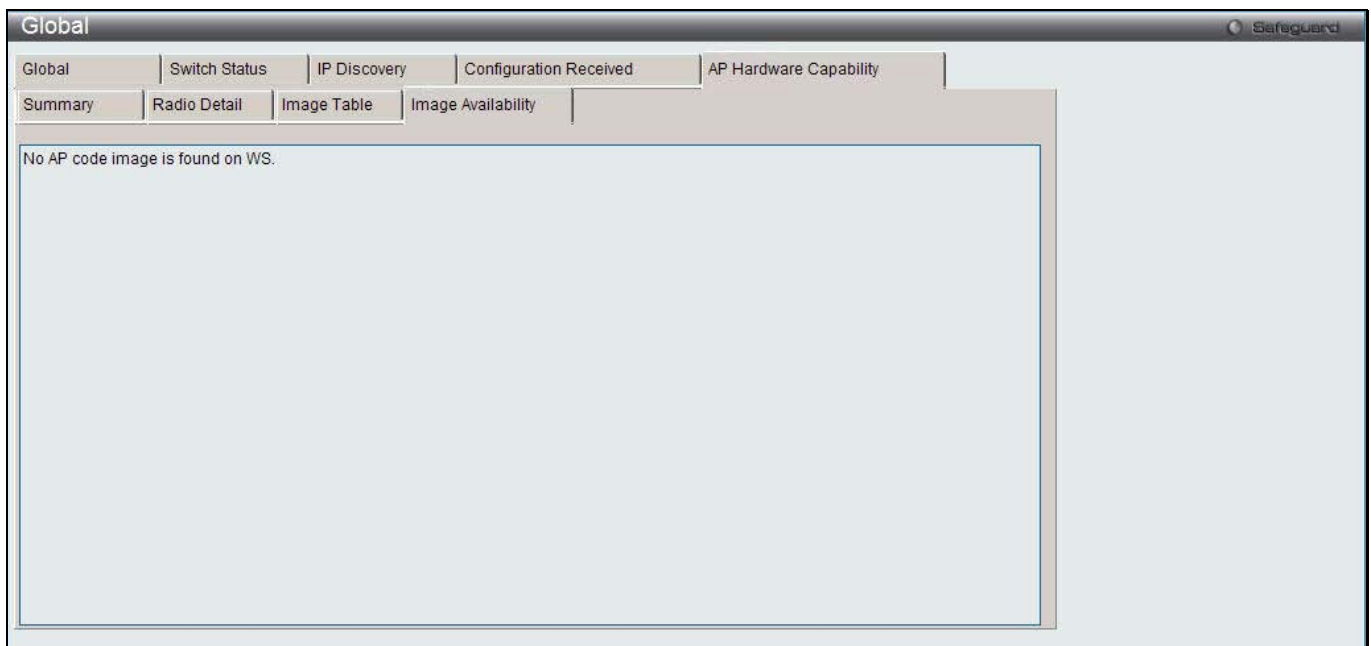 Global
Safeguard
Global Switch Status IP Discovery Configuration Received AP Hardware Capability
Summary Radio Detail Image Table Image Availability
No AP code image is found on WS.